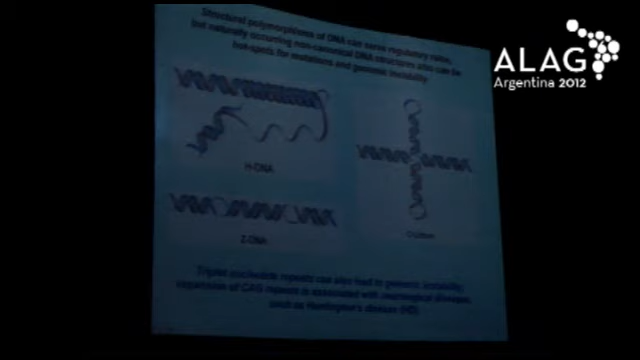 Structural polymorphisms of DNA can serve regulatory roles,
but naturally occurring non-canonical DNA structures also can be
hot-spots for mutations and genomic instability
ALAG
Argentina 2012
H-DNA
Z-DNA
Cruciform
Triplet nucleotide repeats can also lead to genomic instability;
expansion of CAG repeats is associated with neurological disease,
such as Huntington's disease (HD)